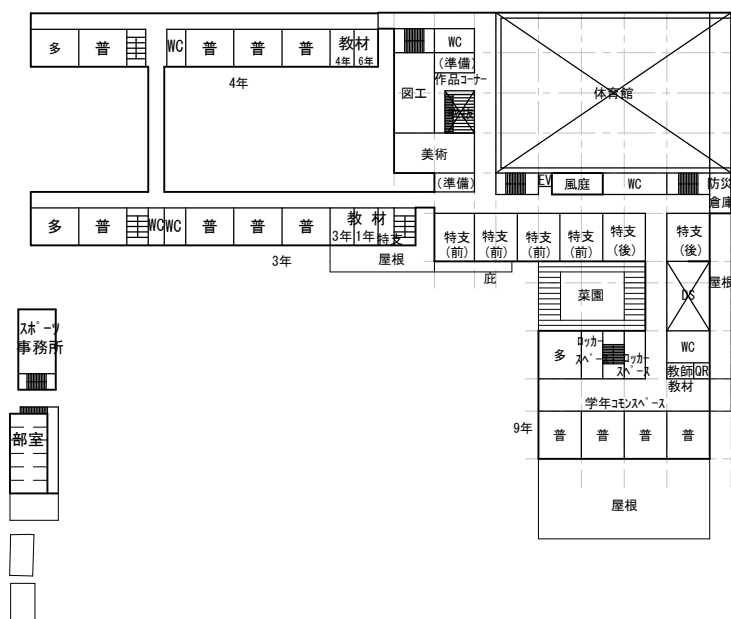 多 普 WC 普 普 普 教材
4年 6年
4年
WC
(準備)
作品コーナー
図工
体育館
美術
(準備)
EV 風庭 WC 防災
倉庫
多 普 WC WC 普 普 普 教材
3年 1年 特支
3年
屋根
特支
(前)
特支
(前)
特支
(前)
特支
(前)
特支
(後)
特支
(後)
庇
屋根
菜園
DS
スポーツ
事務所
多
ロッカー
スペース
ロッカー
スペース
WC
教師 QR
教材
学年コモンスペース
9年
普 普 普 普
部室
屋根